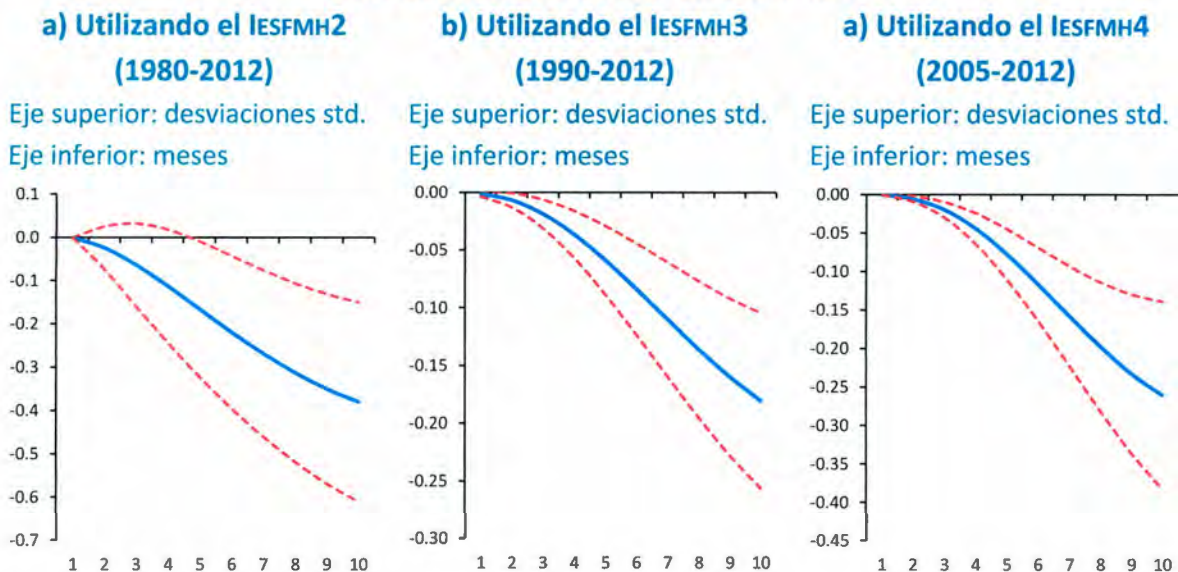 a) Utilizando el IESFMH2
(1980-2012)
Eje superior: desviaciones std.
Eje inferior: meses
0.1
0.0
-0.1
-0.2
-0.3
-0.4
-0.5
-0.6
-0.7
1 2 3 4 5 6 7 8 9 10
b) Utilizando el IESFMH3
(1990-2012)
Eje superior: desviaciones std.
Eje inferior: meses
0.00
-0.05
-0.10
-0.15
-0.20
-0.25
-0.30
1 2 3 4 5 6 7 8 9 10
a) Utilizando el IESFMH4
(2005-2012)
Eje superior: desviaciones std.
Eje inferior: meses
0.00
-0.05
-0.10
-0.15
-0.20
-0.25
-0.30
-0.35
-0.40
-0.45
1 2 3 4 5 6 7 8 9 10